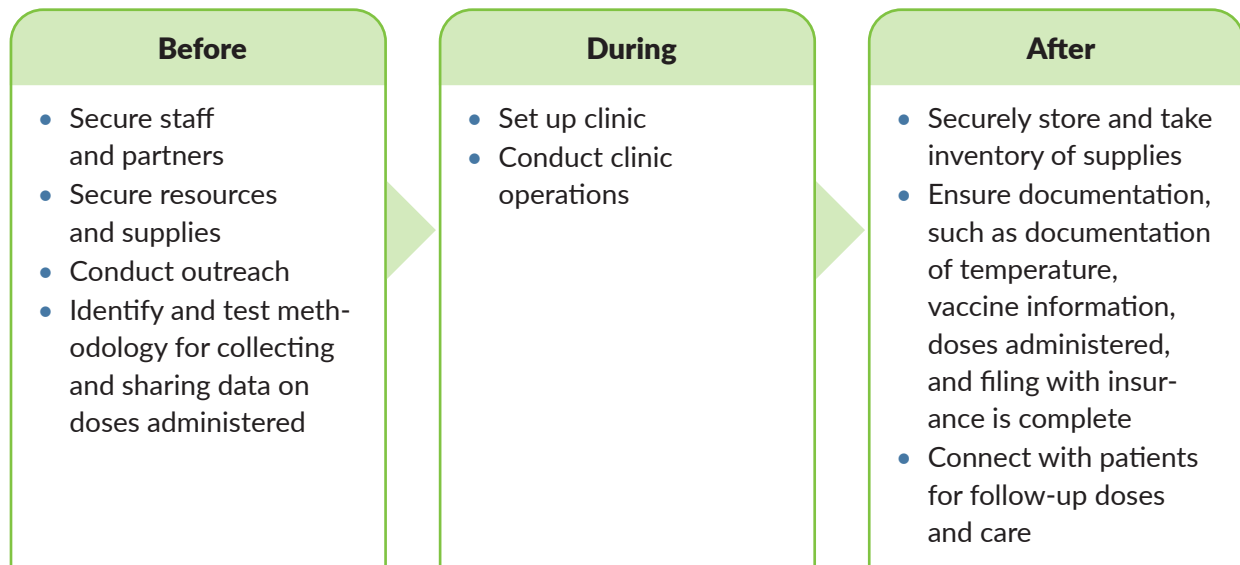 Before
Secure staff
and partners
Secure resources
and supplies
Conduct outreach
Identify and test meth-
odology for collecting
and sharing data on
doses administered
During
Set up clinic
Conduct clinic
operations
After
Securely store and take
inventory of supplies
Ensure documentation,
such as documentation
of temperature,
vaccine information,
doses administered,
and filing with insur-
ance is complete
Connect with patients
for follow-up doses
and care